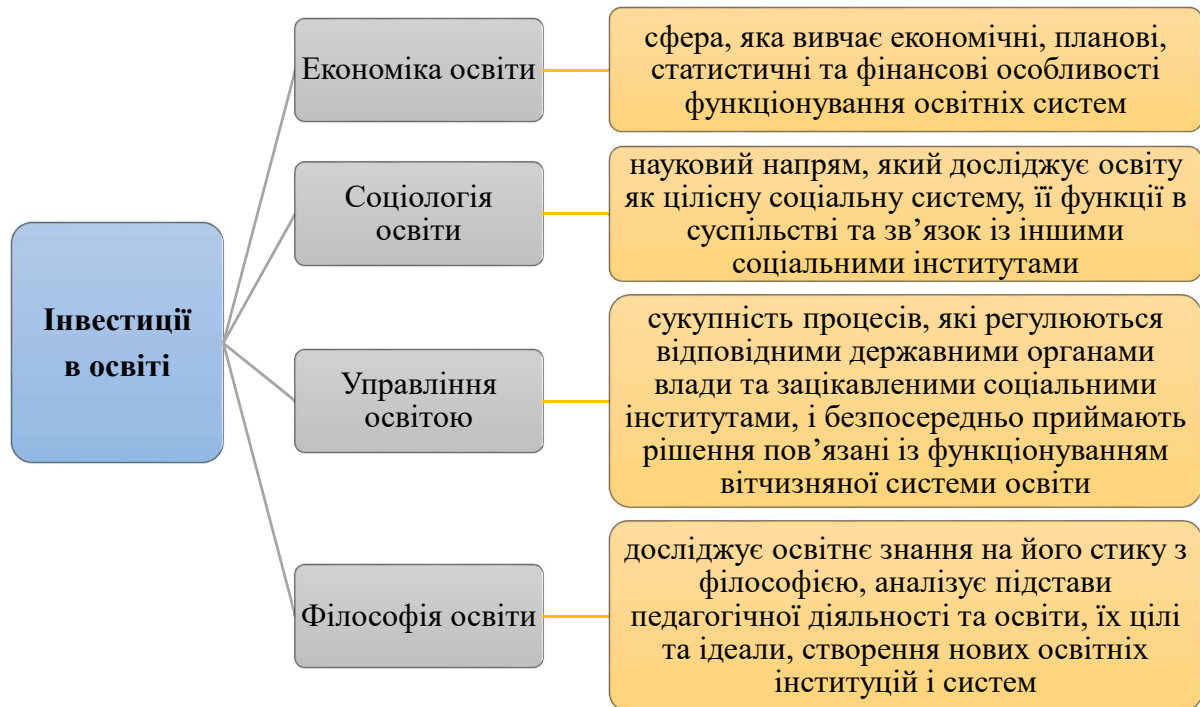 Інвестиції
в освіті
Економіка освіти
сфера, яка вивчає економічні, планові,
статистичні та фінансові особливості
функціонування освітніх систем
Соціологія
освіти
науковий напрям, який досліджує освіту
як цілісну соціальну систему, її функції в
суспільстві та зв’язок із іншими
соціальними інститутами
Управління
освітою
сукупність процесів, які регулюються
відповідними державними органами
влади та зацікавленими соціальними
інститутами, і безпосередньо приймають
рішення пов’язані із функціонуванням
вітчизняної системи освіти
Філософія освіти
досліджує освітнє знання на його стику з
філософією, аналізує підстави
педагогічної діяльності та освіти, їх цілі
та ідеали, створення нових освітніх
інституцій і систем